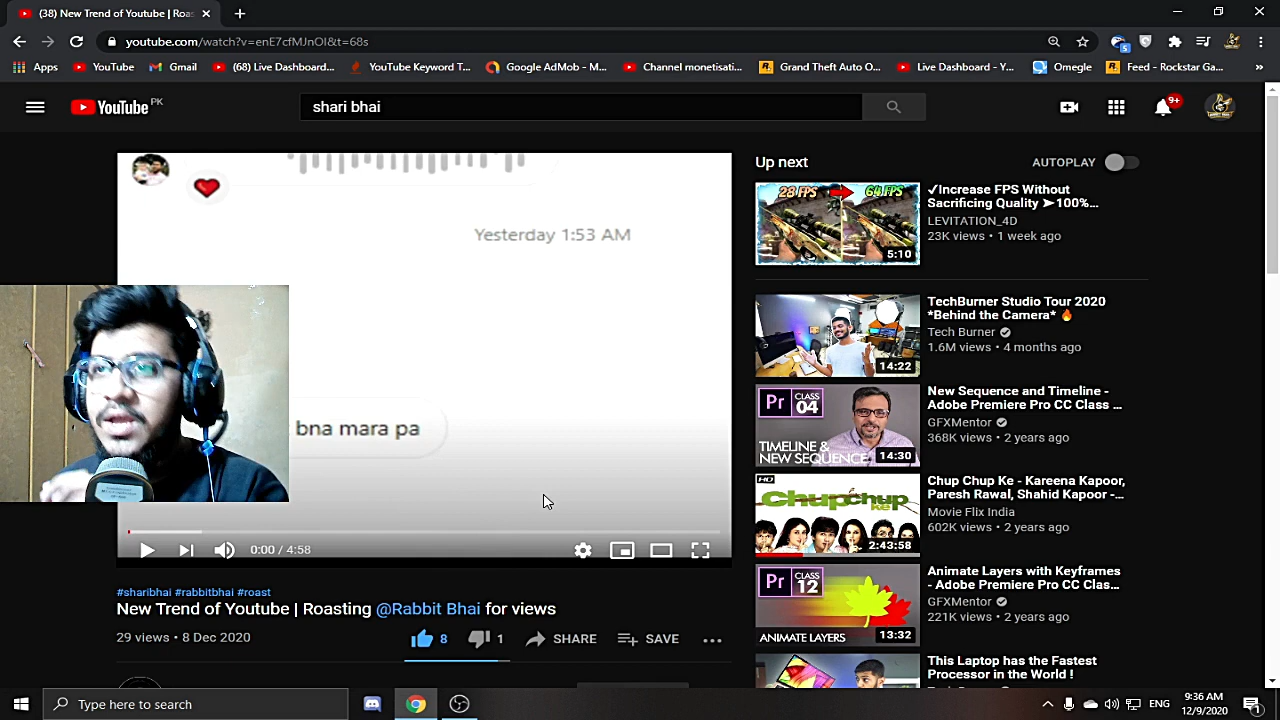 (38) New Trend of Youtube | Roas
youtube.com/watch?v=enE7cfMJnOI&t=68s
Apps YouTube Gmail (68) Live Dashboard... YouTube Keyword T... Google AdMob - M... Channel monetisati... Grand Theft Auto O... Live Dashboard - Y... Omegle Feed - Rockstar Ga... »
YouTube PK
shari bhai
9+
Yesterday 1:53 AM
bna mara pa
0:00 / 4:58
#sharibhai #rabbitbhai #roast
New Trend of Youtube | Roasting @Rabbit Bhai for views
29 views • 8 Dec 2020
8 1 SHARE SAVE
Up next
AUTOPLAY
28 FPS 64 FPS
5:10
✓Increase FPS Without
Sacrificing Quality ➤100%...
LEVITATION_4D
23K views • 1 week ago
14:22
TechBurner Studio Tour 2020
*Behind the Camera* 🔥
Tech Burner
1.6M views • 4 months ago
Pr CLASS 04
TIMELINE &
NEW SEQUENCE
14:30
New Sequence and Timeline -
Adobe Premiere Pro CC Class ...
GFXMentor
368K views • 2 years ago
HD
Chup chup ke
2:43:58
Chup Chup Ke - Kareena Kapoor,
Paresh Rawal, Shahid Kapoor -...
Movie Flix India
602K views • 2 years ago
Pr CLASS 12
ANIMATE LAYERS
13:32
Animate Layers with Keyframes
- Adobe Premiere Pro CC Clas...
GFXMentor
221K views • 2 years ago
This Laptop has the Fastest
Processor in the World !
Type here to search
ENG
9:36 AM
12/9/2020